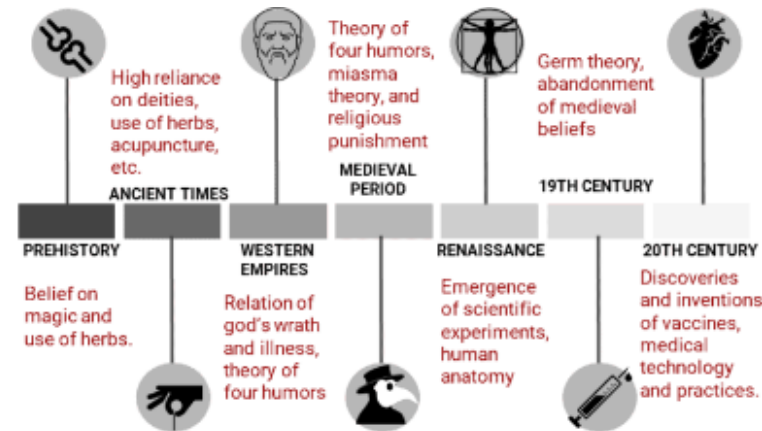 PREHISTORY
Belief on
magic and
use of herbs.
High reliance
on deities,
use of herbs,
acupuncture,
etc.
ANCIENT TIMES
WESTERN
EMPIRES
Relation of
god's wrath
and illness,
theory of
four humors
Theory of
four humors,
miasma
theory, and
religious
punishment
MEDIEVAL
PERIOD
RENAISSANCE
Emergence
of scientific
experiments,
human
anatomy
Germ theory,
abandonment
of medieval
beliefs
19TH CENTURY
20TH CENTURY
Discoveries
and inventions
of vaccines,
medical
technology
and practices.